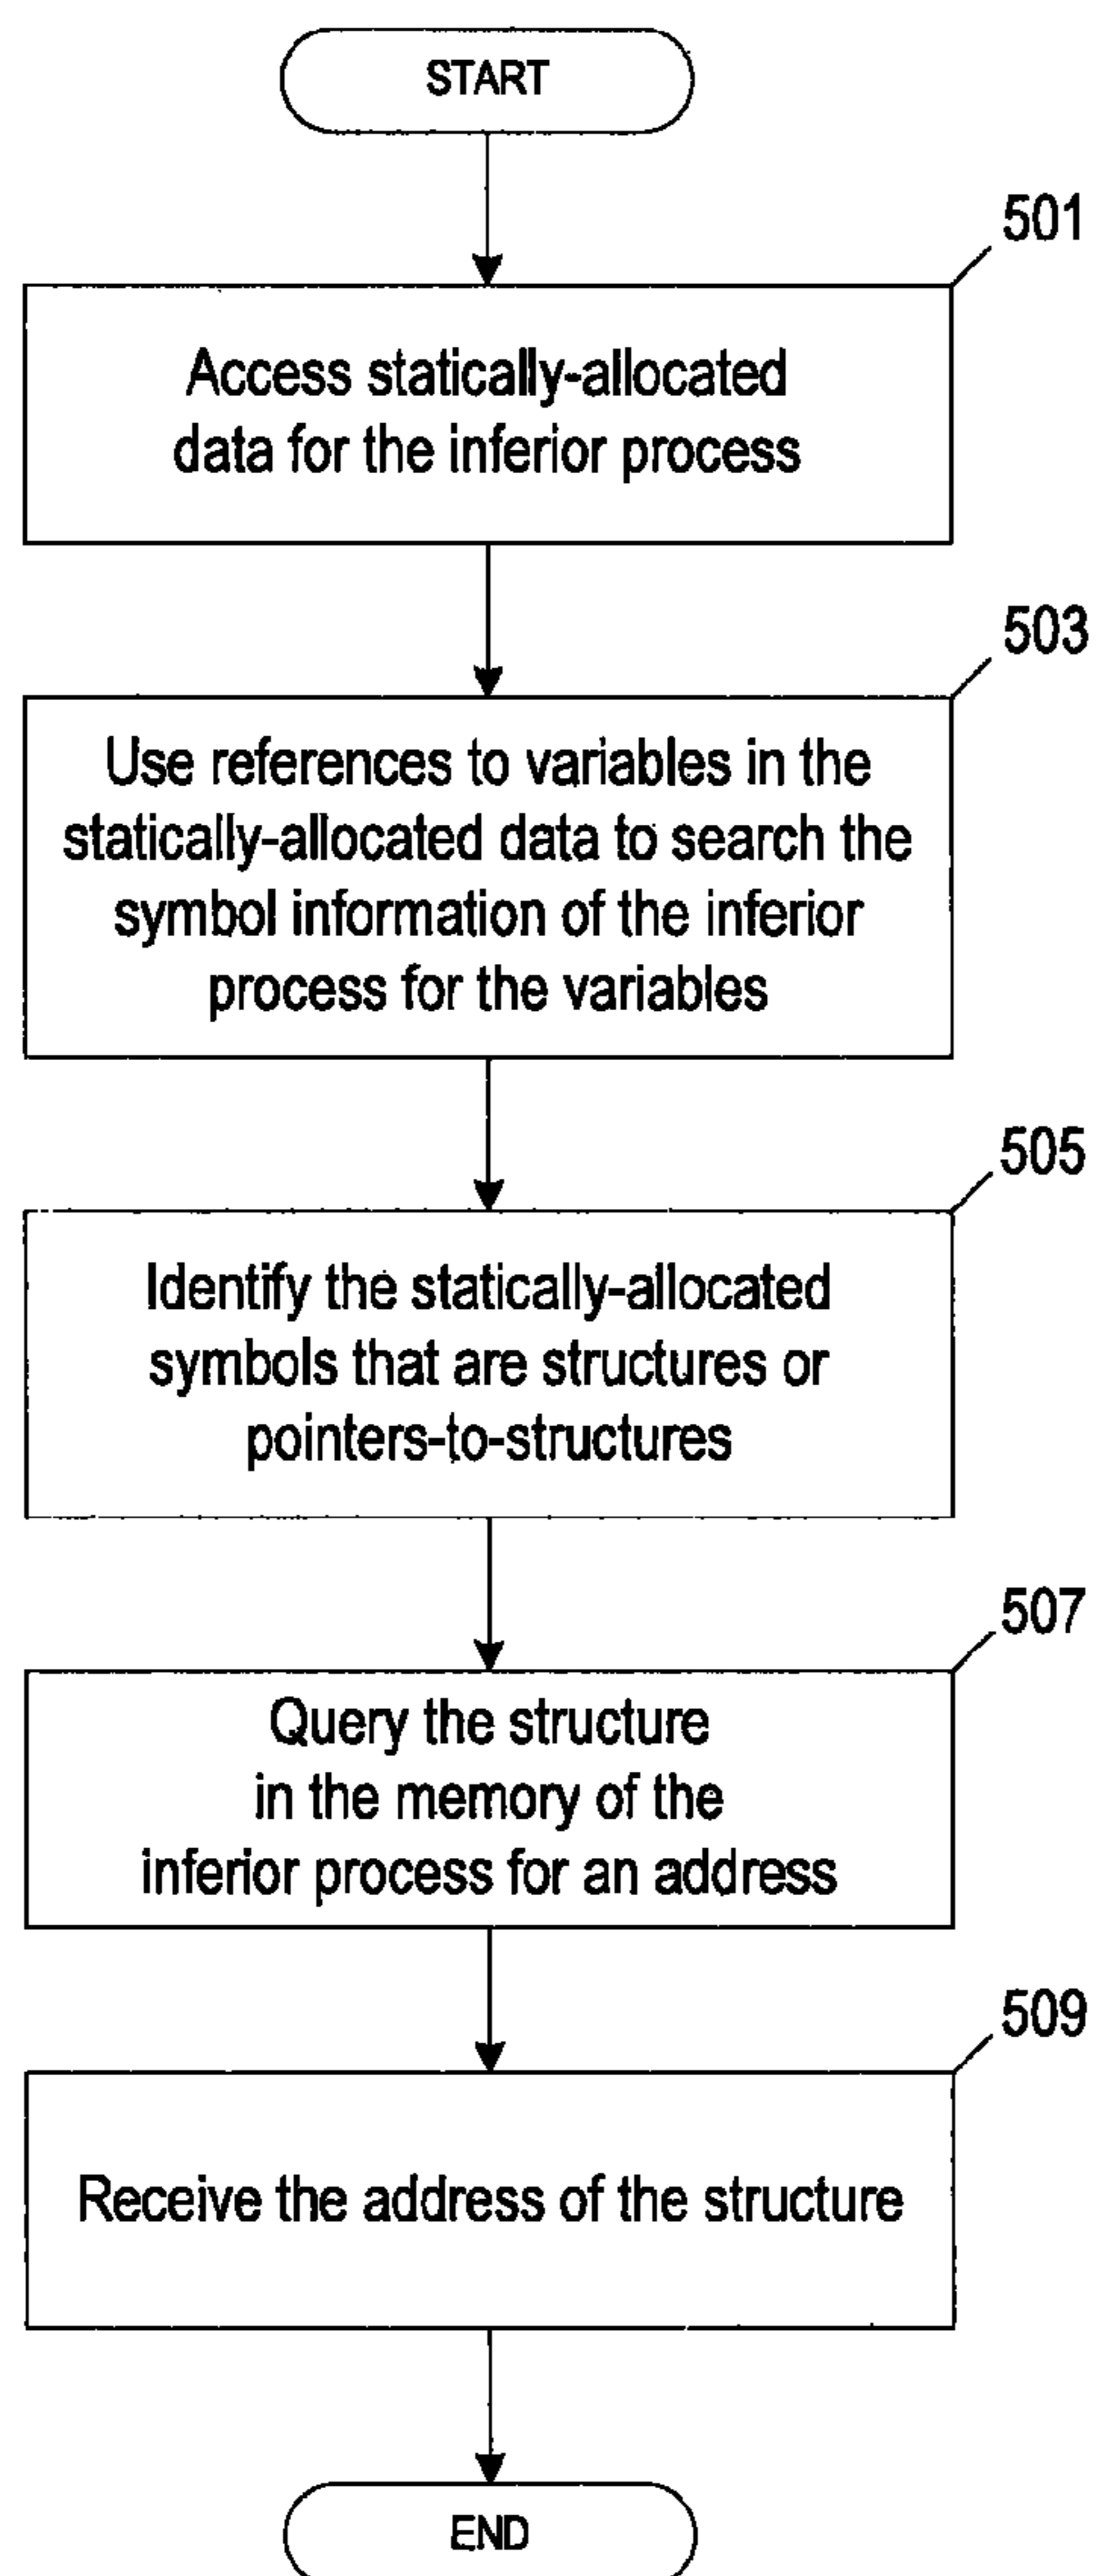 START
501
Access statically-allocated
data for the inferior process
503
Use references to variables in the
statically-allocated data to search the
symbol information of the inferior
process for the variables
505
Identify the statically-allocated
symbols that are structures or
pointers-to-structures
507
Query the structure
in the memory of the
inferior process for an address
509
Receive the address of the structure
END